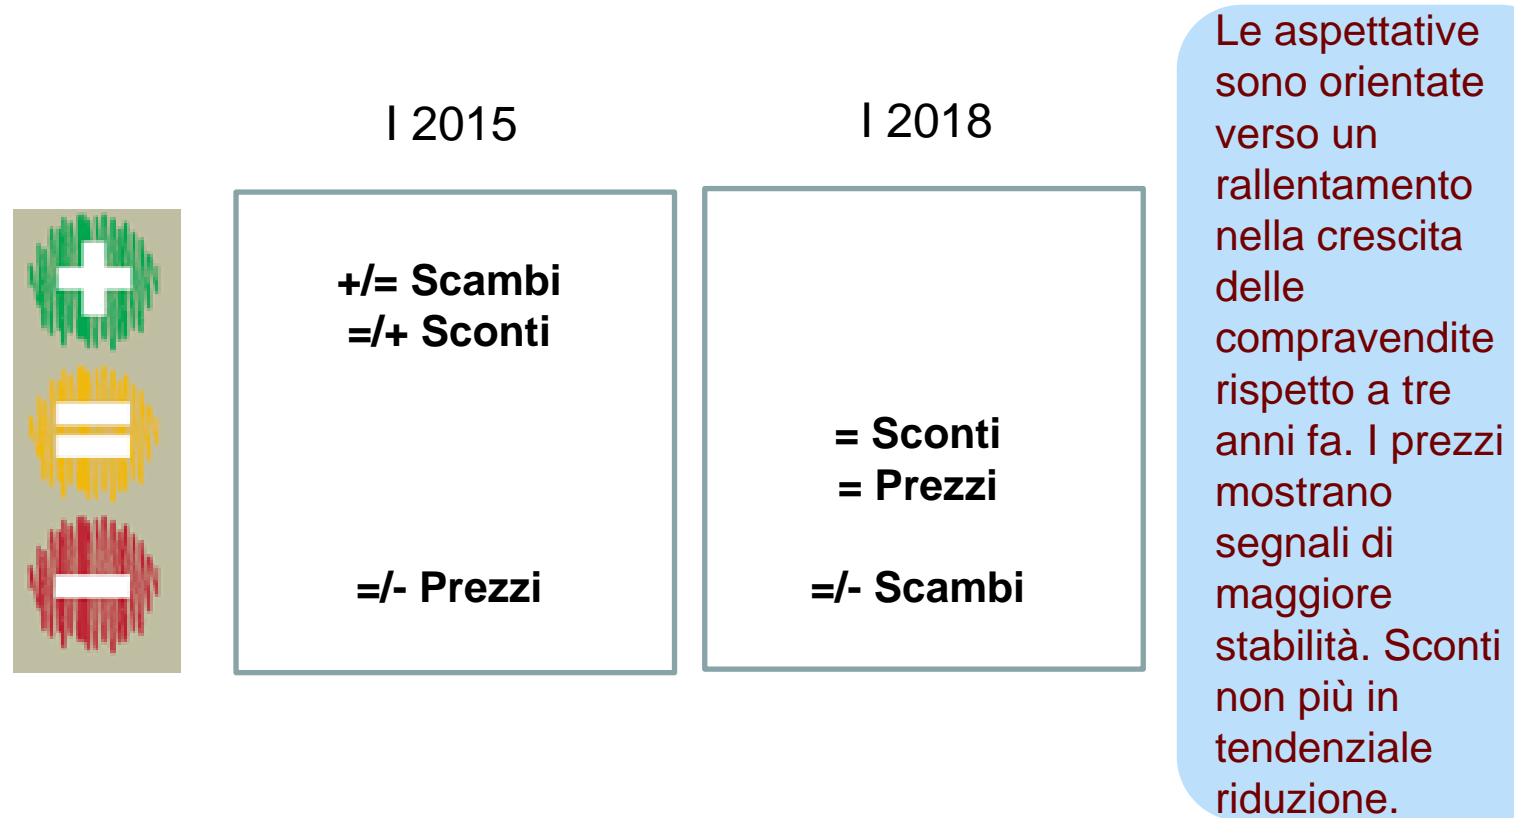 I 2015
I 2018
+/= Scambi
=/+ Sconti
=/- Prezzi
= Sconti
= Prezzi
=/- Scambi
Le aspettative
sono orientate
verso un
rallentamento
nella crescita
delle
compravendite
rispetto a tre
anni fa. I prezzi
mostrano
segnali di
maggiore
stabilità. Sconti
non più in
tendenziale
riduzione.